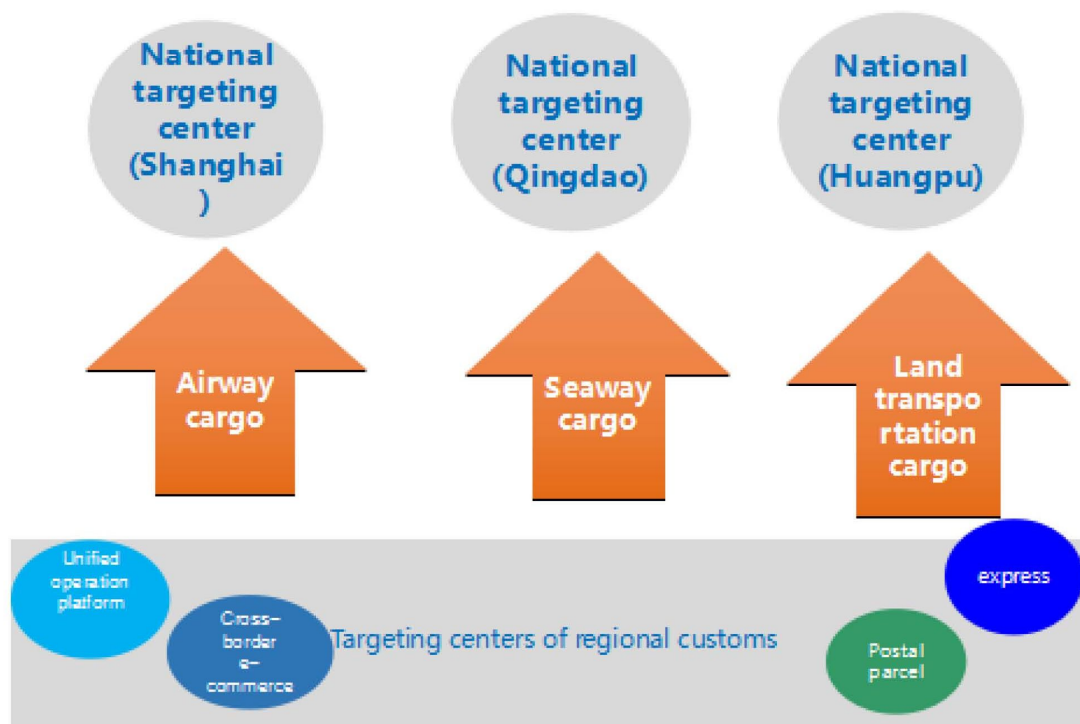 National
targeting
center
(Shanghai
)
National
targeting
center
(Qingdao)
National
targeting
center
(Huangpu)
Airway
cargo
Seaway
cargo
Land
transpo
rtation
cargo
Unified
operation
platform
Cross-
border
e-
commerce
Targeting centers of regional customs
Postal
parcel
express